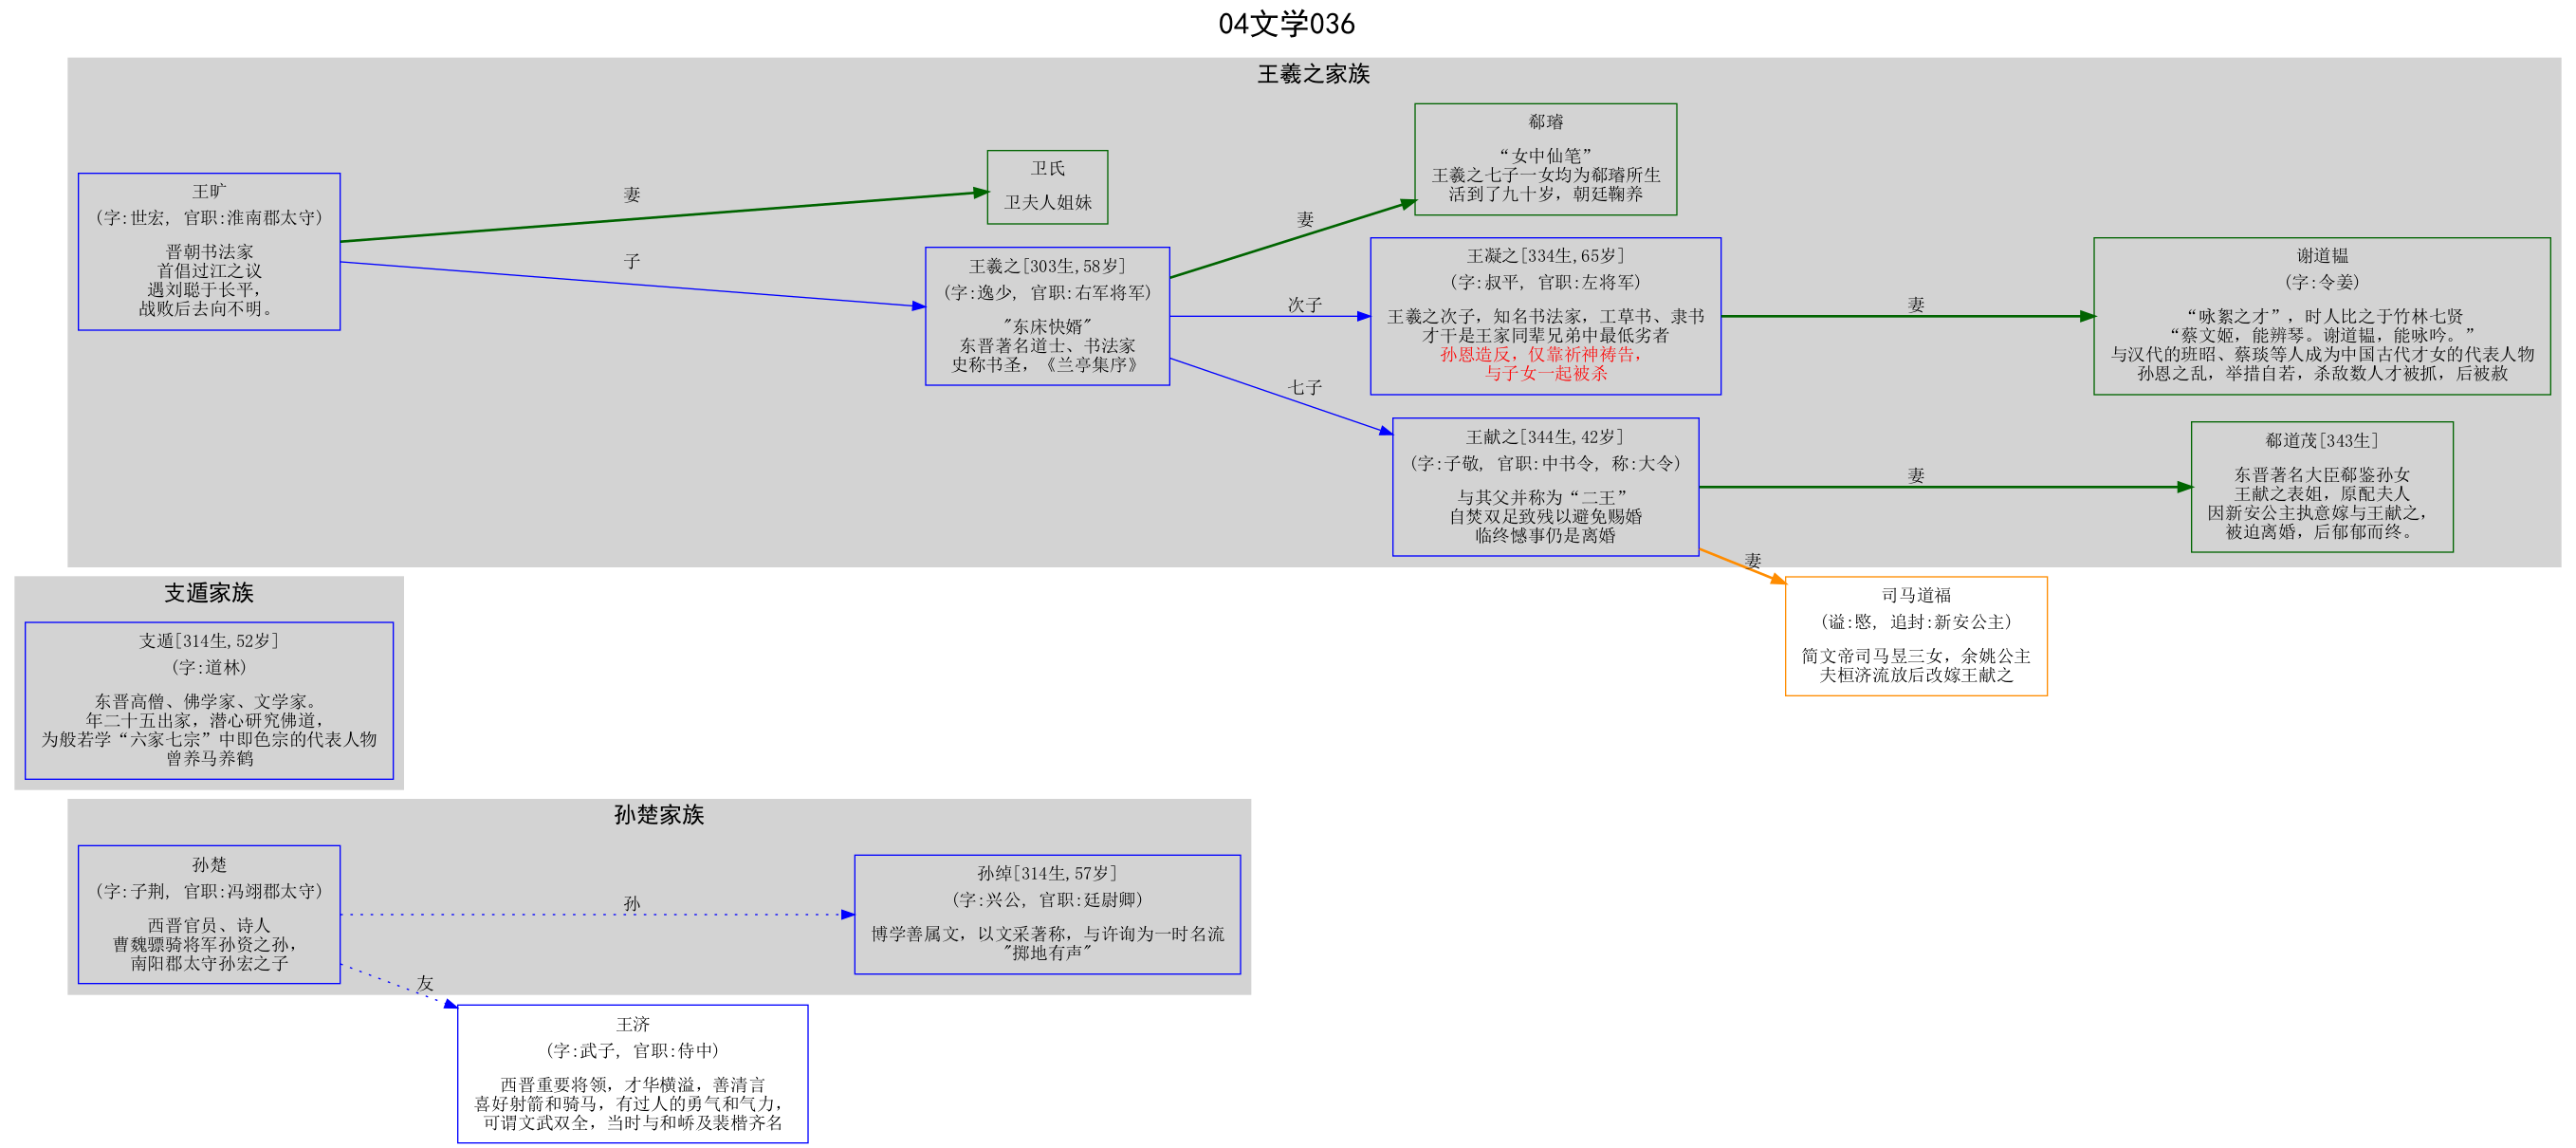 04文学036
王羲之家族
王旷
(字:世宏, 官职:淮南郡太守)
晋朝书法家
首倡过江之议
遇刘聪于长平，
战败后去向不明。
妻
子
卫氏
卫夫人姐妹
王羲之[303生,58岁]
(字:逸少, 官职:右军将军)
"东床快婿"
东晋著名道士、书法家
史称书圣，《兰亭集序》
妻
次子
七子
郗璿
“女中仙笔”
王羲之七子一女均为郗璿所生
活到了九十岁，朝廷鞠养
王凝之[334生,65岁]
(字:叔平, 官职:左将军)
王羲之次子，知名书法家，工草书、隶书
才干是王家同辈兄弟中最低劣者
孙恩造反，仅靠祈神祷告，
与子女一起被杀
妻
谢道韫
(字:令姜)
“咏絮之才”，时人比之于竹林七贤
“蔡文姬，能辨琴。谢道韫，能咏吟。”
与汉代的班昭、蔡琰等人成为中国古代才女的代表人物
孙恩之乱，举措自若，杀敌数人才被抓，后被赦
王献之[344生,42岁]
(字:子敬, 官职:中书令, 称:大令)
与其父并称为“二王”
自焚双足致残以避免赐婚
临终憾事仍是离婚
妻
妻
郗道茂[343生]
东晋著名大臣郗鉴孙女
王献之表姐，原配夫人
因新安公主执意嫁与王献之，
被迫离婚，后郁郁而终。
司马道福
(谥:愍, 追封:新安公主)
简文帝司马昱三女，余姚公主
夫桓济流放后改嫁王献之
支遁家族
支遁[314生,52岁]
(字:道林)
东晋高僧、佛学家、文学家。
年二十五出家，潜心研究佛道，
为般若学“六家七宗”中即色宗的代表人物
曾养马养鹤
孙楚家族
孙楚
(字:子荆, 官职:冯翊郡太守)
西晋官员、诗人
曹魏骠骑将军孙资之孙，
南阳郡太守孙宏之子
孙
友
孙绰[314生,57岁]
(字:兴公, 官职:廷尉卿)
博学善属文，以文采著称，与许询为一时名流
"掷地有声"
王济
(字:武子, 官职:侍中)
西晋重要将领，才华横溢，善清言
喜好射箭和骑马，有过人的勇气和气力，
可谓文武双全，当时与和峤及裴楷齐名